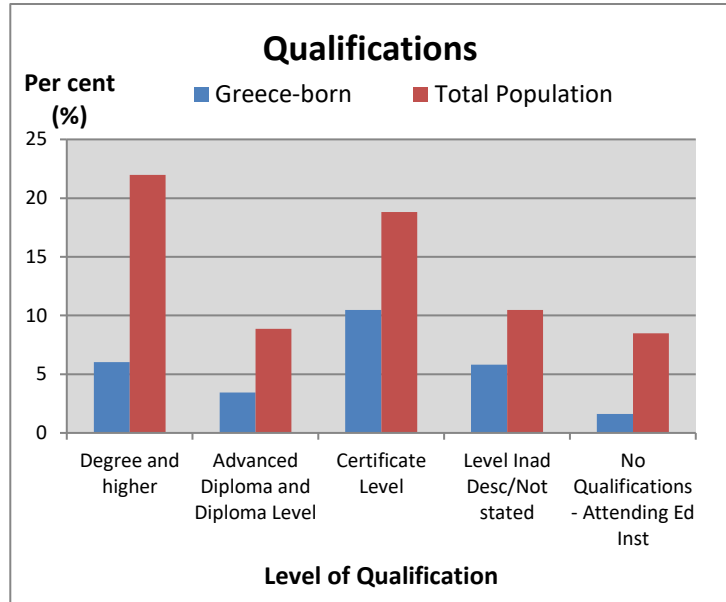 Qualifications
Per cent
(%)
Greece-born
Total Population
25
20
15
10
5
0
Degree and
higher
Advanced
Diploma and
Diploma Level
Certificate
Level
Level Inad
Desc/Not
stated
No
Qualifications
- Attending Ed
Inst
Level of Qualification